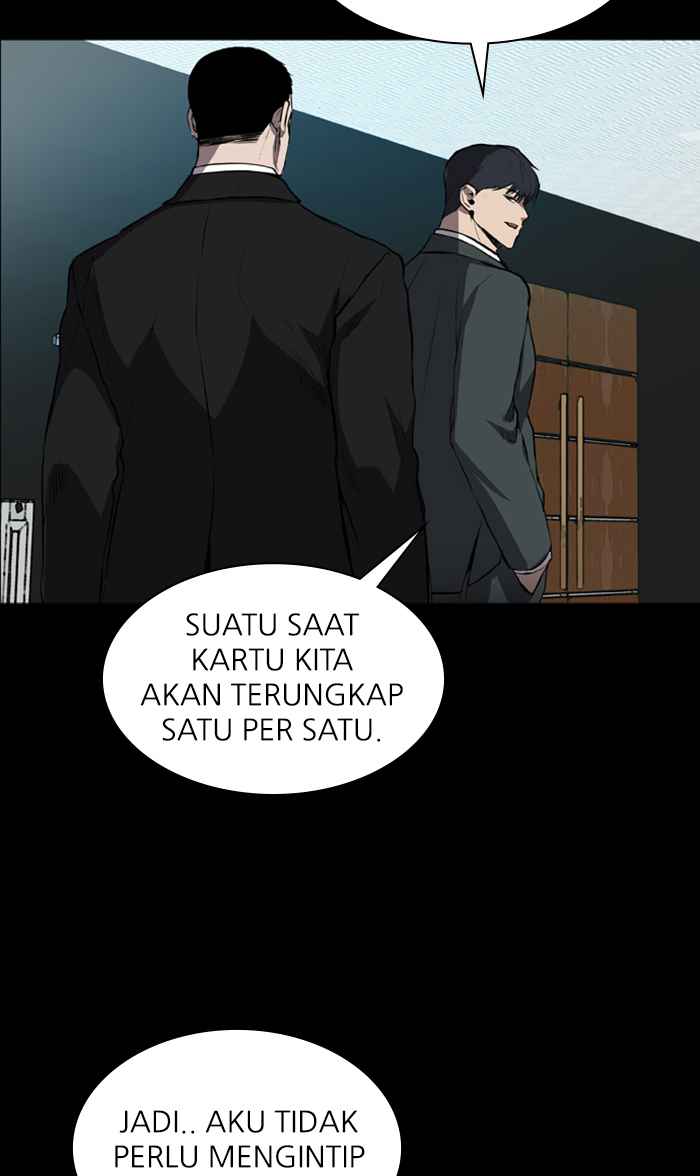 SUATU SAAT
KARTU KITA
AKAN TERUNGKAP
SATU PER SATU.
JADI.. AKU TIDAK
PERLU MENGINTIP